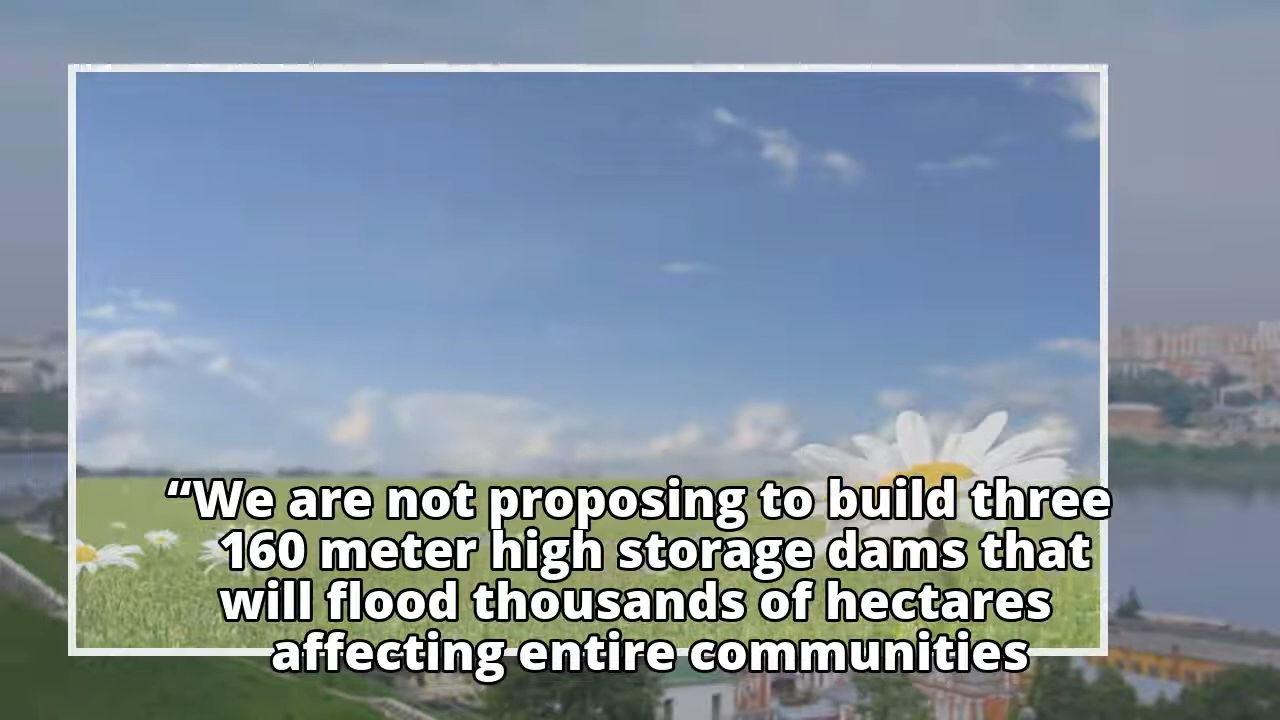 “We are not proposing to build three
160 meter high storage dams that
will flood thousands of hectares
affecting entire communities